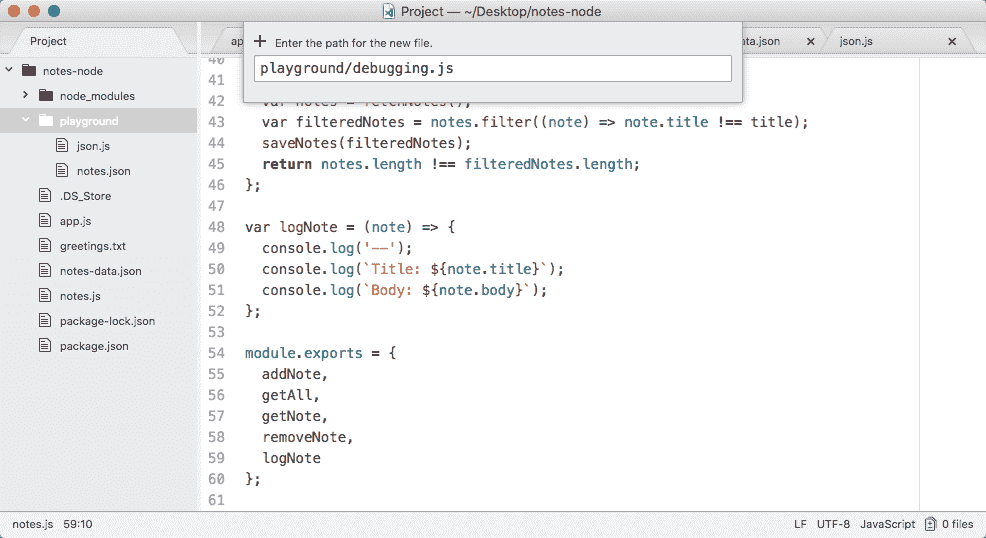 Project — ~/Desktop/notes-node
Project
ap
ata.json
json.js
Enter the path for the new file.
playground/debugging.js
notes-node
node_modules
playground
json.js
notes.json
.DS_Store
app.js
greetings.txt
notes-data.json
notes.js
package-lock.json
package.json
40
41
42 var notes = fetchNotes();
43 var filteredNotes = notes.filter((note) => note.title !== title);
44 saveNotes(filteredNotes);
45 return notes.length !== filteredNotes.length;
46 };
47
48 var logNote = (note) => {
49 console.log('--');
50 console.log(`Title: ${note.title}`);
51 console.log(`Body: ${note.body}`);
52 };
53
54 module.exports = {
55 addNote,
56 getAll,
57 getNote,
58 removeNote,
59 logNote
60 };
61
notes.js 59:10
LF UTF-8 JavaScript 0 files